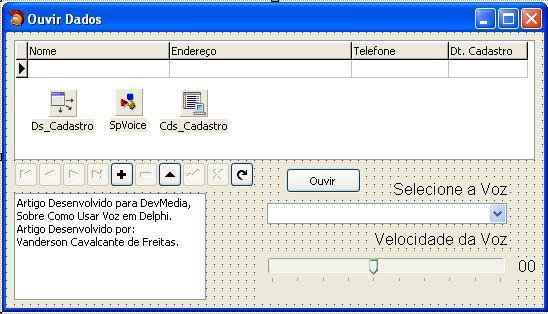 Ouvir Dados
Nome Endereço Telefone Dt. Cadastro
Ds_Cadastro SpVoice Cds_Cadastro
Ouvir
Selecione a Voz
Artigo Desenvolvido para DevMedia,
Sobre Como Usar Voz em Delphi.
Artigo Desenvolvido por:
Vanderson Cavalcante de Freitas.
Velocidade da Voz
00